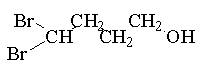 Br CH₂ CH₂
Br CH CH₂ OH